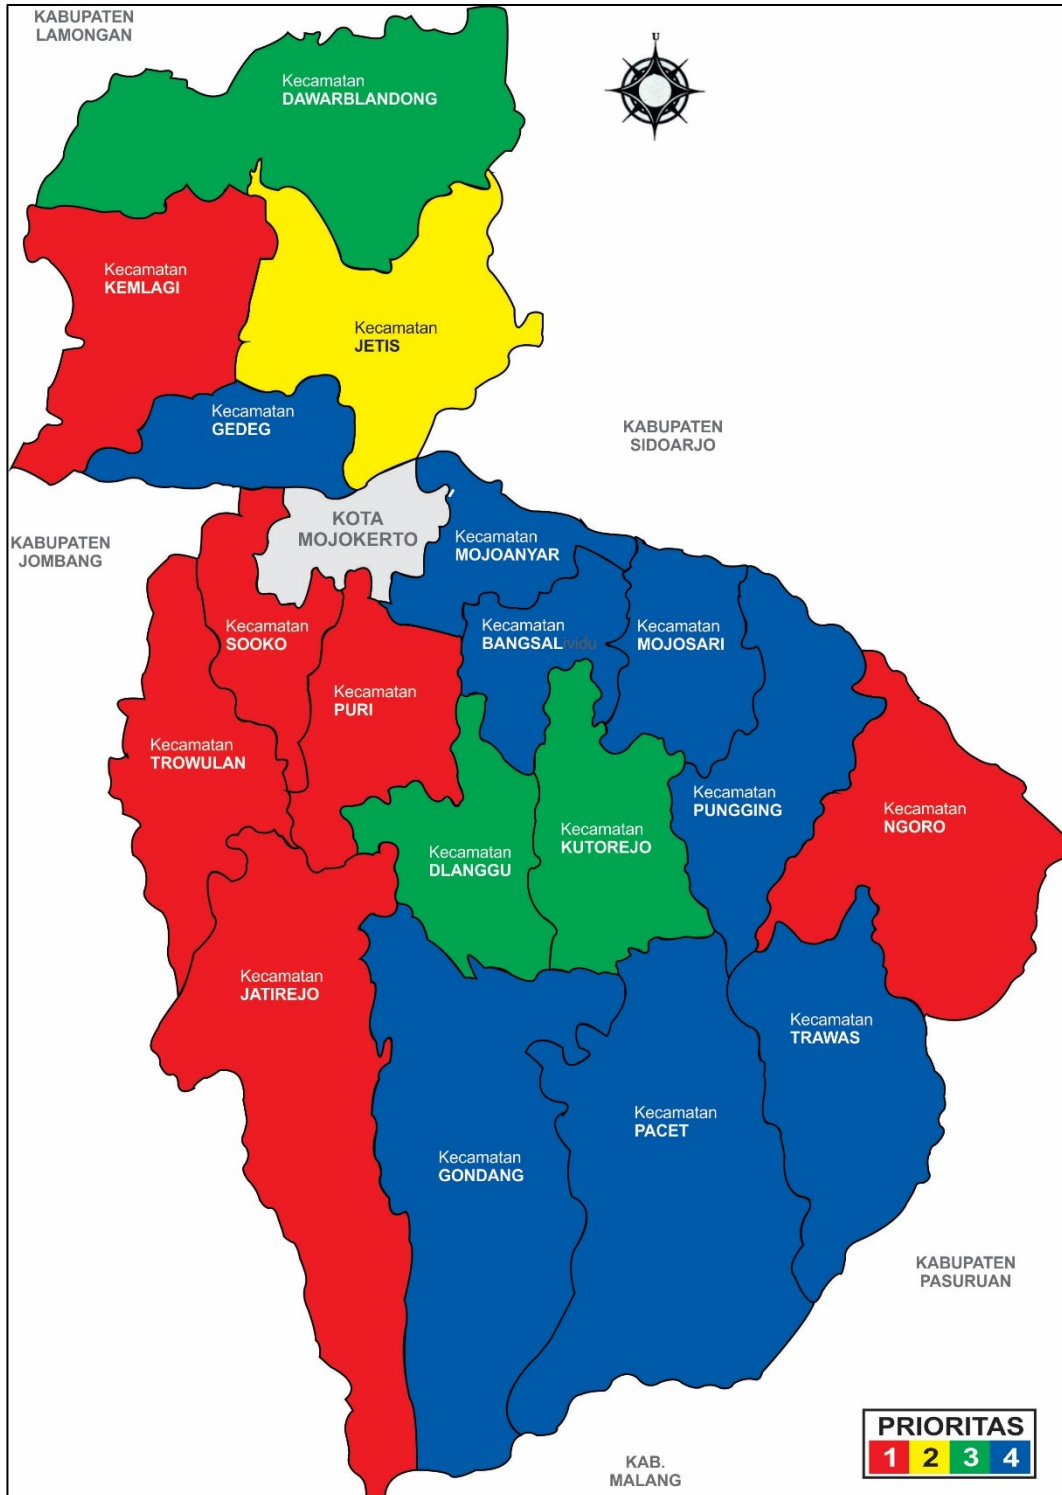 KABUPATEN
LAMONGAN
U
Kecamatan
DAWARBLANDONG
Kecamatan
KEMLAGI
Kecamatan
JETIS
Kecamatan
GEDEG
KABUPATEN
SIDOARJO
KOTA
MOJOKERTO
KABUPATEN
JOMBANG
Kecamatan
MOJOANYAR
Kecamatan
SOOKO
Kecamatan
BANGSALividu
Kecamatan
MOJOSARI
Kecamatan
PURI
Kecamatan
TROWULAN
Kecamatan
PUNGGING
Kecamatan
NGORO
Kecamatan
DLANGGU
Kecamatan
KUTOREJO
Kecamatan
JATIREJO
Kecamatan
TRAWAS
Kecamatan
PACET
Kecamatan
GONDANG
KABUPATEN
PASURUAN
KAB.
MALANG
PRIORITAS
1 2 3 4